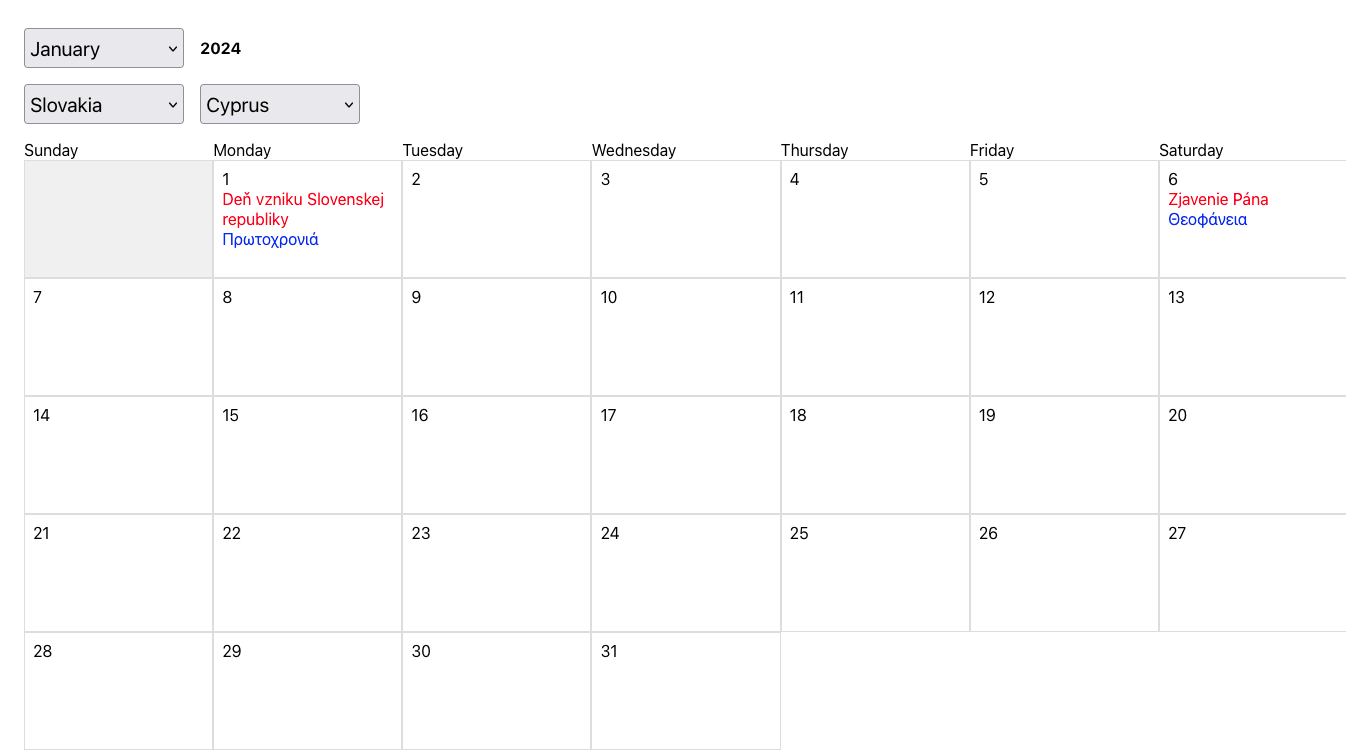 January 2024
Slovakia Cyprus
Sunday Monday Tuesday Wednesday Thursday Friday Saturday
1 2 3 4 5 6
Deň vzniku Slovenskej Zjavenie Pána
republiky Θεοφάνεια
Πρωτοχρονιά
7 8 9 10 11 12 13
14 15 16 17 18 19 20
21 22 23 24 25 26 27
28 29 30 31